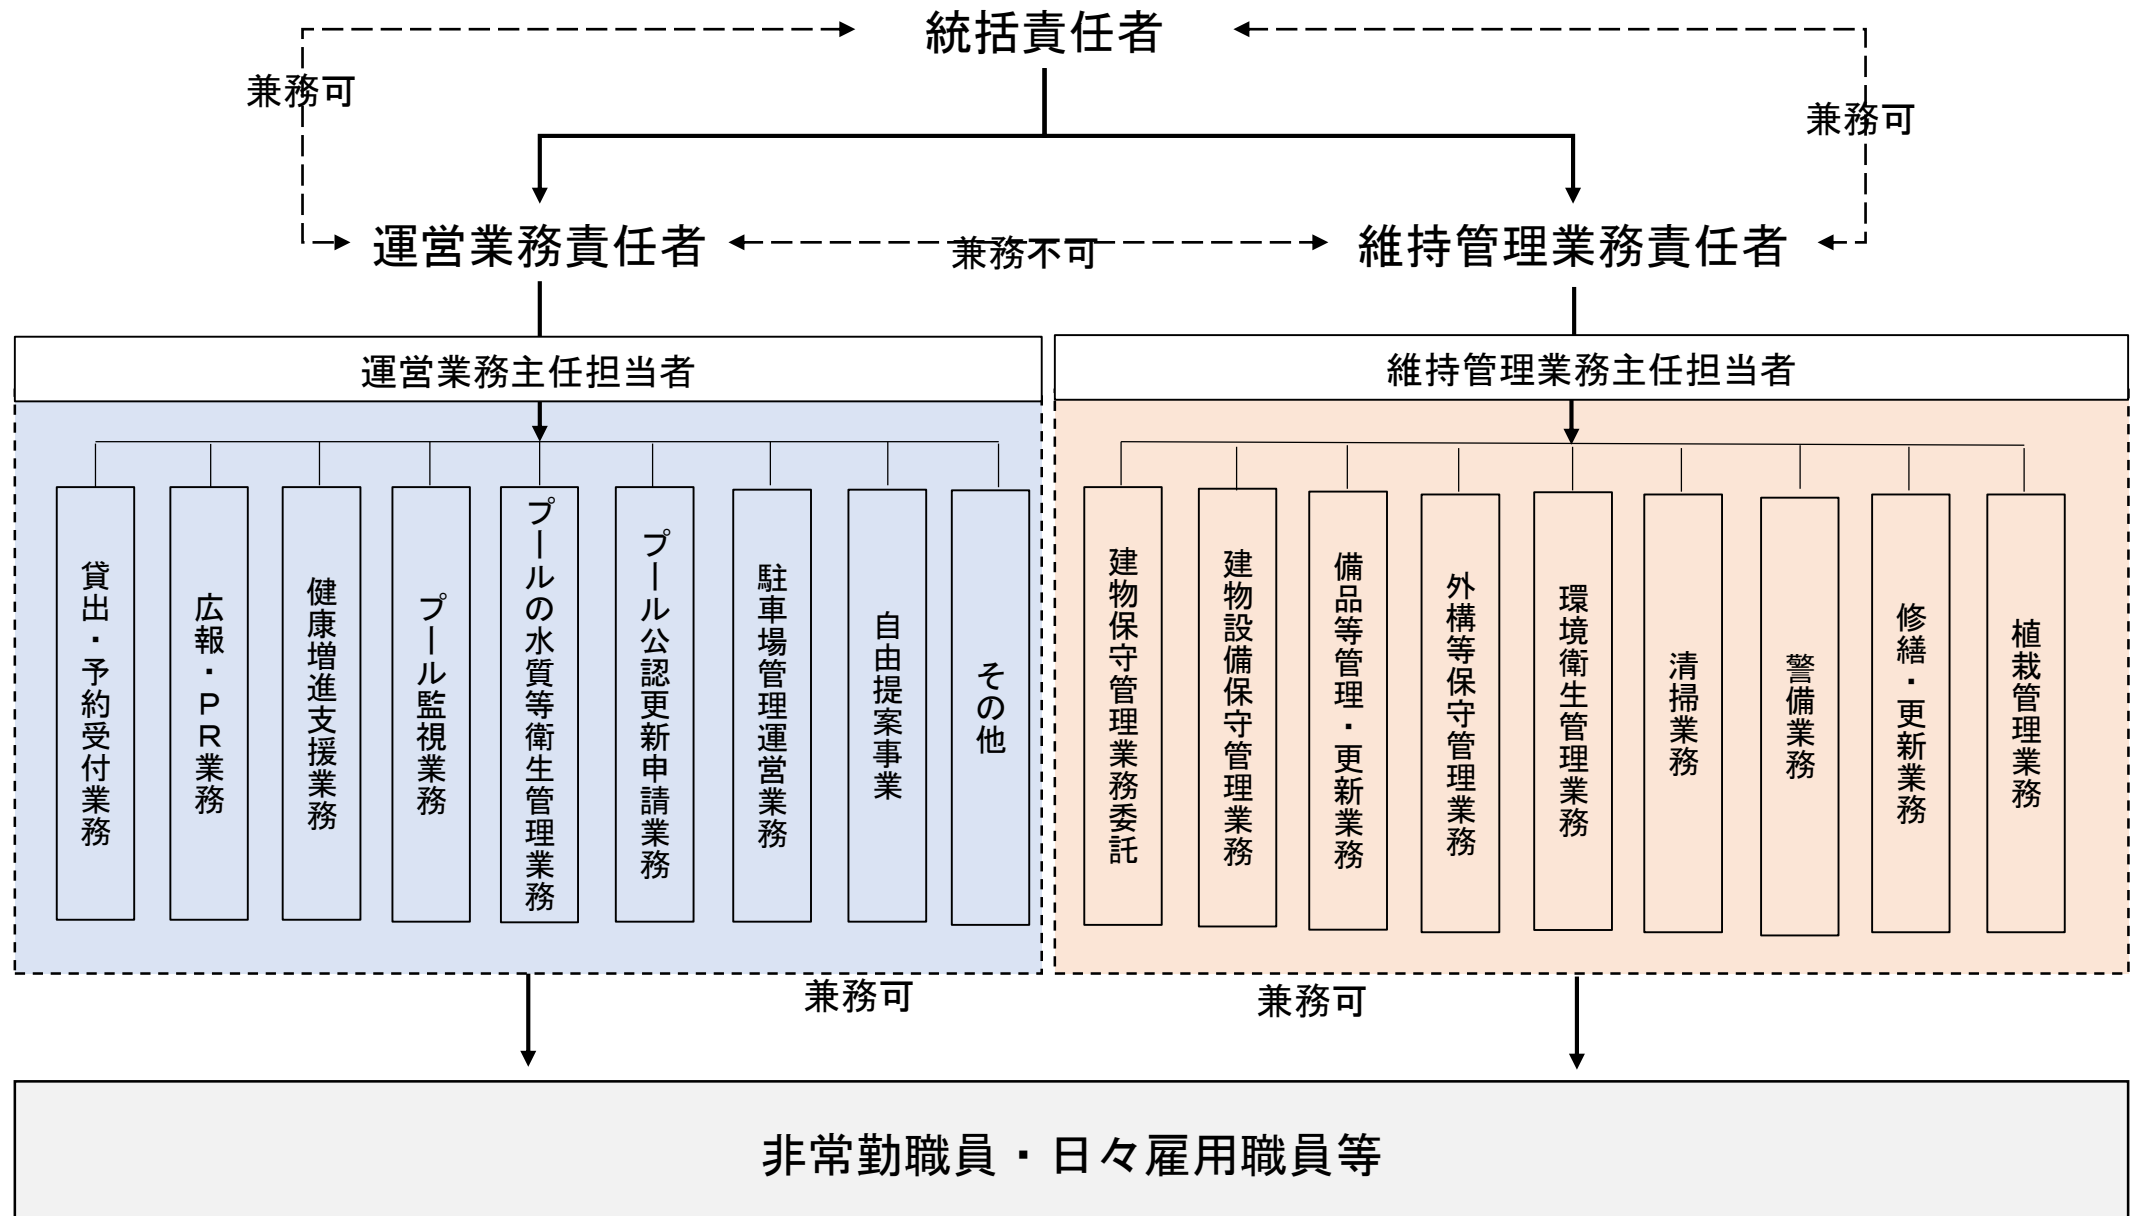 統括責任者
兼務可
兼務可
運営業務責任者
兼務不可
維持管理業務責任者
運営業務主任担当者
維持管理業務主任担当者
貸出・予約受付業務
広報・ＰＲ業務
健康増進支援業務
プール監視業務
プールの水質等衛生管理業務
プール公認更新申請業務
駐車場管理運営業務
自由提案事業
その他
建物保守管理業務委託
建物設備保守管理業務
備品等管理・更新業務
外構等保守管理業務
環境衛生管理業務
清掃業務
警備業務
修繕・更新業務
植栽管理業務
兼務可
兼務可
非常勤職員・日々雇用職員等